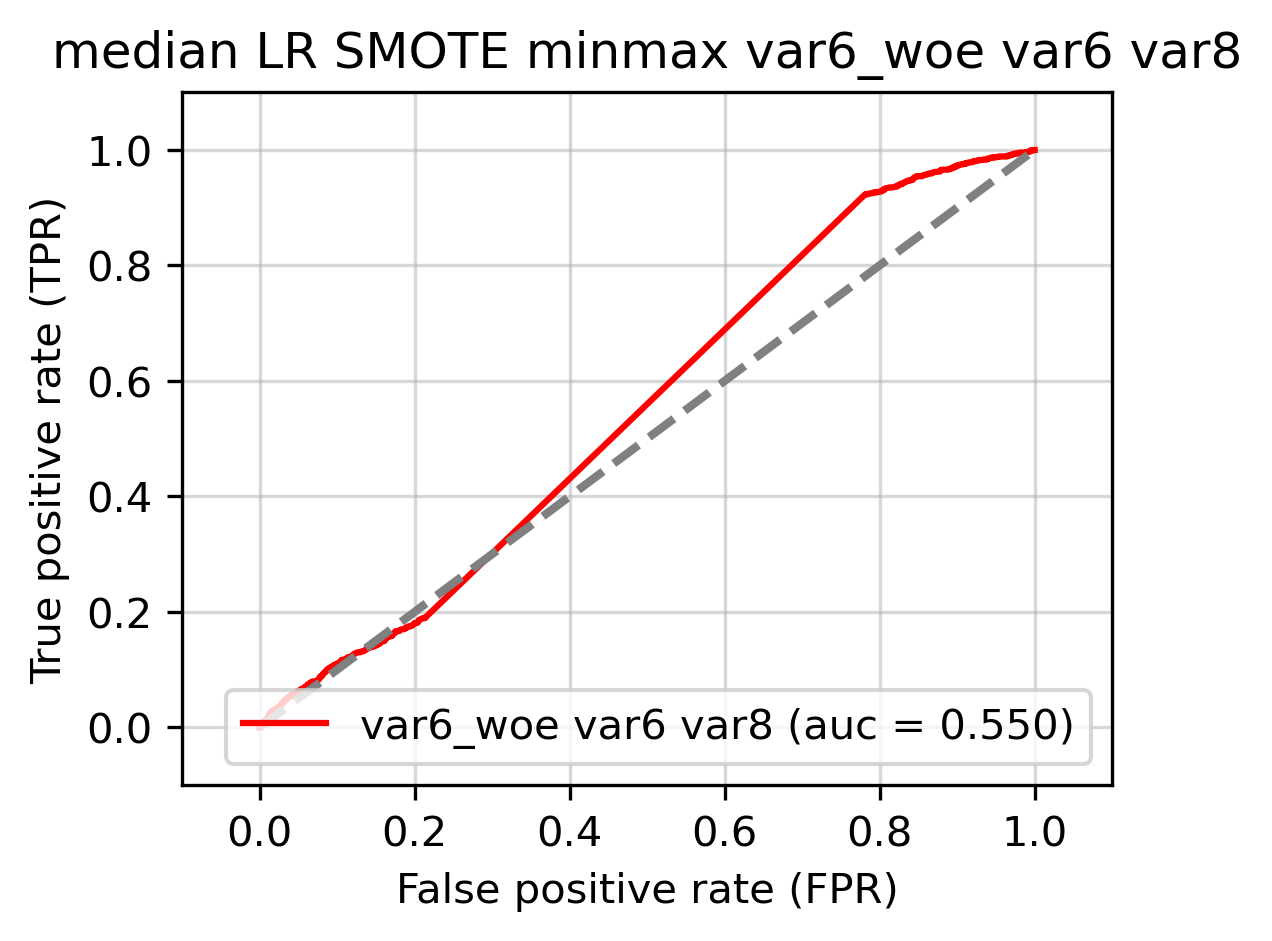 median LR SMOTE minmax var6_woe var6 var8
1.0
0.8
0.6
0.4
0.2
0.0
True positive rate (TPR)
var6_woe var6 var8 (auc = 0.550)
0.0 0.2 0.4 0.6 0.8 1.0
False positive rate (FPR)